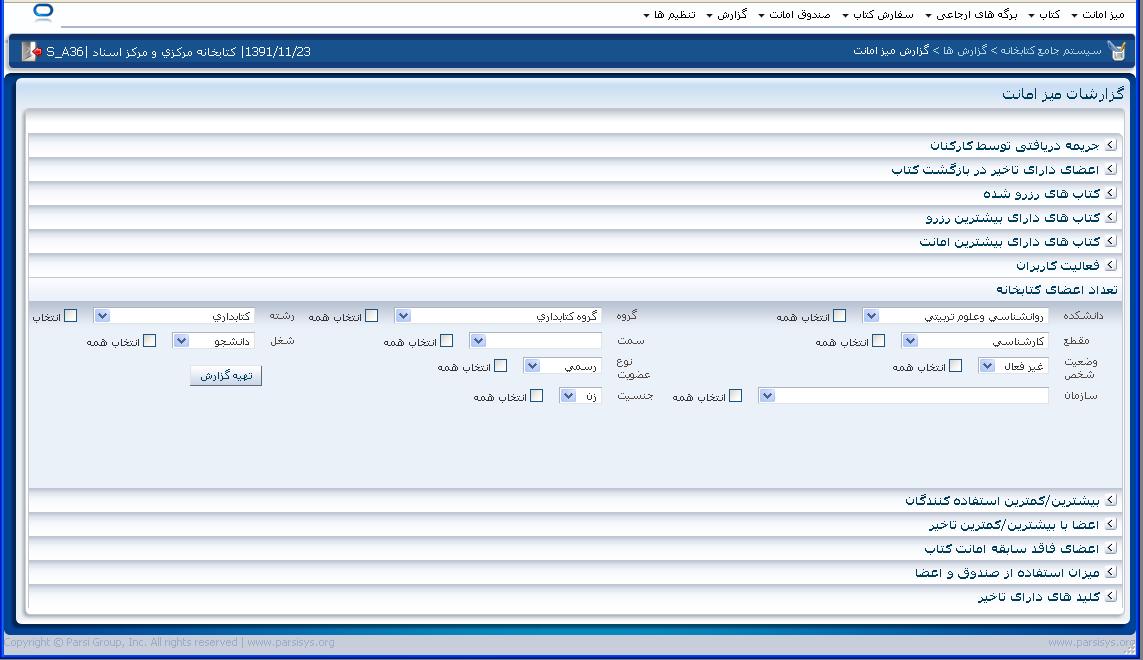 میز امانت کتاب برگه های ارجاعی سفارش کتاب صندوق امانت گزارش تنظیم ها
سیستم جامع کتابخانه > گزارش ها > گزارش میز امانت
1391/11/23| کتابخانه مرکزي و مرکز اسناد |S_A36
گزارشات میز امانت
جریمه دریافتی توسط کارکنان
اعضای دارای تاخیر در بازگشت کتاب
کتاب های رزرو شده
کتاب های دارای بیشترین رزرو
کتاب های دارای بیشترین امانت
فعالیت کاربران
تعداد اعضای کتابخانه
دانشکده روانشناسي وعلوم تربیتي انتخاب همه گروه گروه کتابداري انتخاب همه رشته کتابداري انتخاب
مقطع کارشناسي انتخاب همه سمت انتخاب همه شغل دانشجو انتخاب همه
وضعیت شخص غیر فعال انتخاب همه نوع عضویت رسمي انتخاب همه
تهیه گزارش
سازمان انتخاب همه جنسیت زن انتخاب همه
بیشترین/کمترین استفاده کنندگان
اعضا با بیشترین/کمترین تاخیر
اعضای فاقد سابقه امانت کتاب
میزان استفاده از صندوق و اعضا
کلید های دارای تاخیر
Copyright © Parsi Group, Inc. All rights reserved | www.parsisys.org
www.parsisys.org